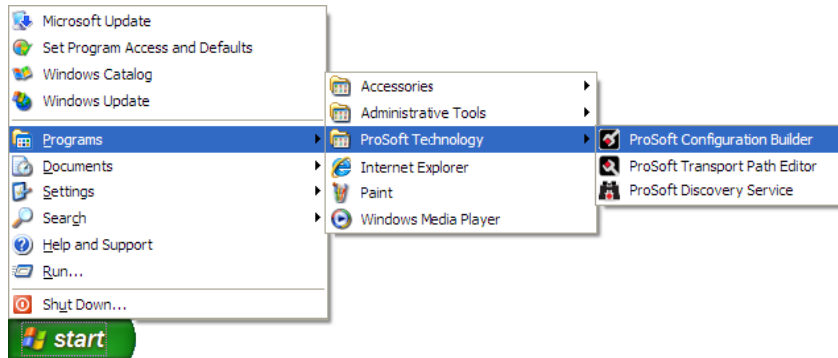 Microsoft Update
Set Program Access and Defaults
Windows Catalog
Windows Update
Programs
Documents
Settings
Search
Help and Support
Run...
Shut Down...
start
Accessories
Administrative Tools
ProSoft Technology
Internet Explorer
Paint
Windows Media Player
ProSoft Configuration Builder
ProSoft Transport Path Editor
ProSoft Discovery Service